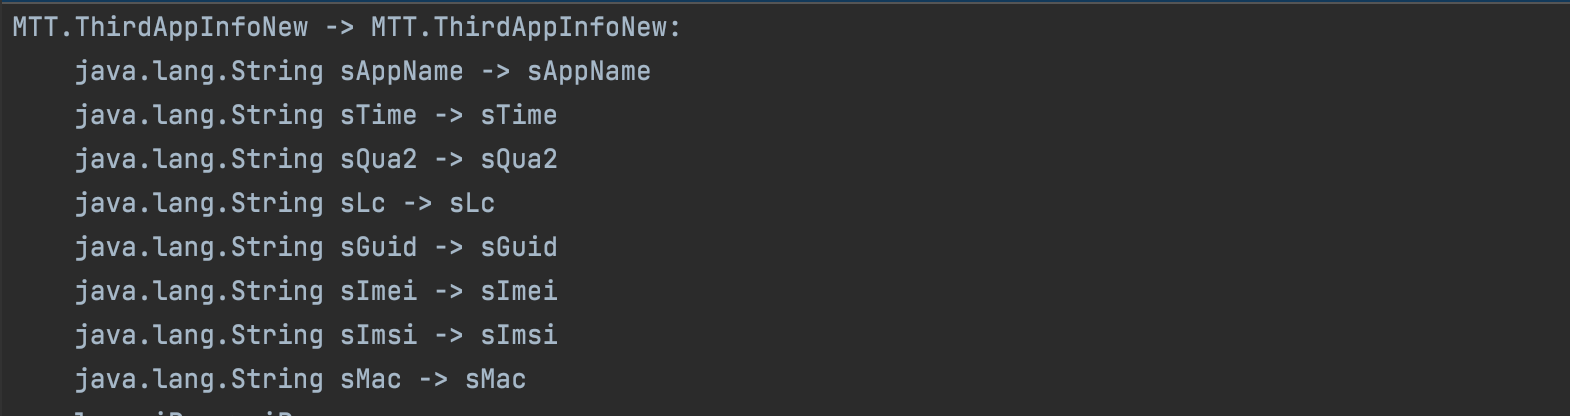 MTT.ThirdAppInfoNew -> MTT.ThirdAppInfoNew:
java.lang.String sAppName -> sAppName
java.lang.String sTime -> sTime
java.lang.String sQua2 -> sQua2
java.lang.String sLc -> sLc
java.lang.String sGuid -> sGuid
java.lang.String sImei -> sImei
java.lang.String sImsi -> sImsi
java.lang.String sMac -> sMac